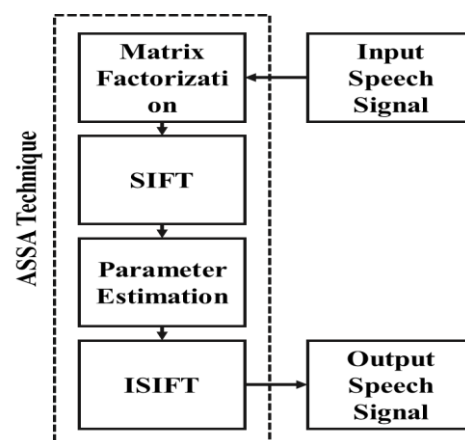 Matrix
Factorizati
on
Input
Speech
Signal
SIFT
Parameter
Estimation
ISIFT
Output
Speech
Signal
ASSA Technique